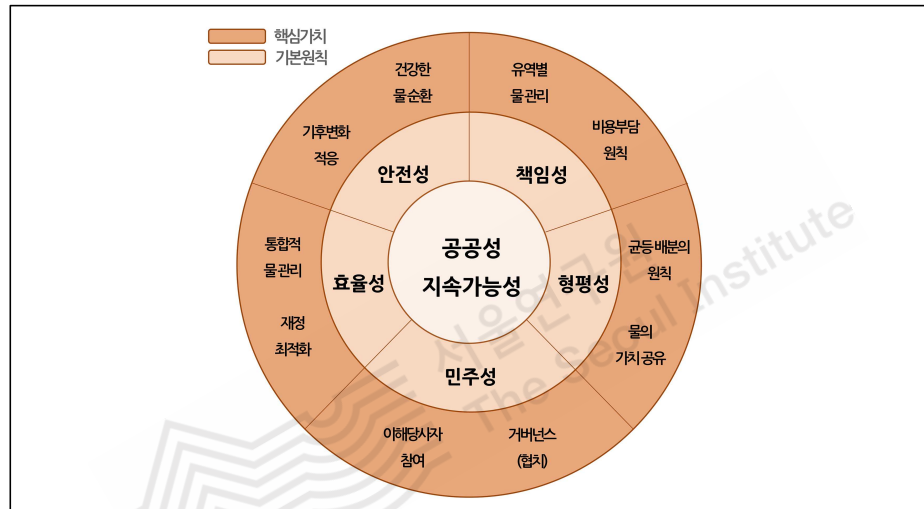 핵심가치
기본원칙
건강한
물순환
유역별
물관리
기후변화
적응
비용부담
원칙
안전성
책임성
통합적
물관리
재정
최적화
효율성
공공성
지속가능성
형평성
균등 배분의
원칙
물의
가치 공유
민주성
이해당사자
참여
거버넌스
(협치)
서울연구원
The Seoul Institute